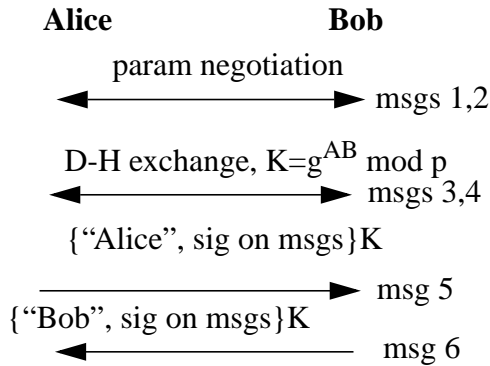 Alice Bob
param negotiation
msgs 1,2
D-H exchange, K=g^AB mod p
msgs 3,4
{“Alice”, sig on msgs}K
msg 5
{“Bob”, sig on msgs}K
msg 6